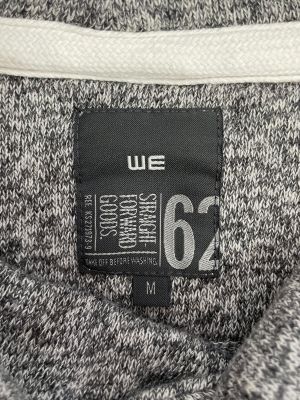 WE
STRAIGHT
FORWARD
GOODS.
62
TAKE OFF BEFORE WASHING.
M